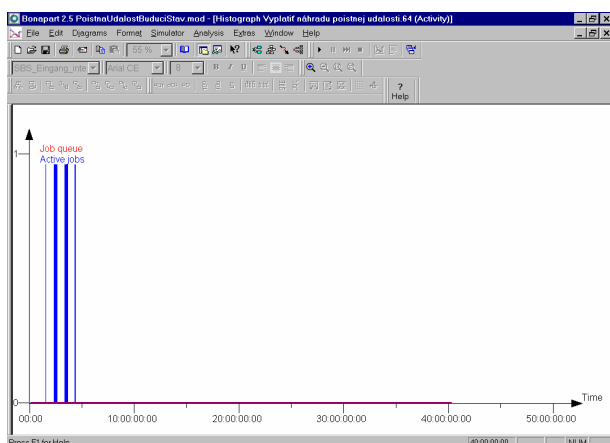 Bonapart 2.5 PoistnaUdalostBuduciStav.mod - [Histograph Vyplatiť náhradu poistnej udalosti.64 (Activity)]
File Edit Diagrams Format Simulator Analysis Extras Window Help
55 %
SBS_Eingang_inte Arial CE 8 B I U
? Help
Job queue
Active jobs
1
0
Time
00:00 10:00:00:00 20:00:00:00 30:00:00:00 40:00:00:00 50:00:00:00
Press F1 for Help 40:00:00:00 NUM